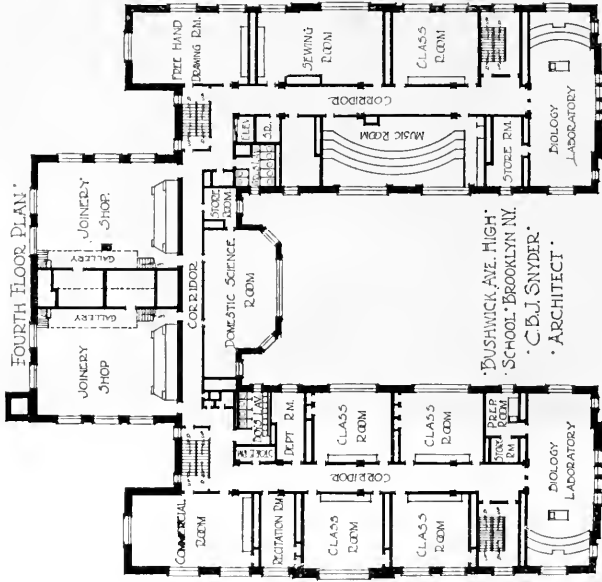 FOURTH FLOOR PLAN
FREE HAND
DRAWING RM.
SEWING
ROOM
CLASS
ROOM
BIOLOGY
LABORATORY
CORRIDOR
ELEV
MUSIC ROOM
STORE RM.
JOINERY
SHOP.
GALLERY
STORE
ROOM
CORRIDOR
DOMESTIC SCIENCE
ROOM
GALLERY
JOINERY
SHOP
·BUSHWICK AVE. HIGH·
SCHOOL·BROOKLYN NY.
·C.B.J. SNYDER·
·ARCHITECT·
BOYS LAV.
DEPT RM.
CLASS
ROOM
CLASS
ROOM
PREP
ROOM
STORE
RM
CORRIDOR
COMMERCIAL
ROOM
RECITATION RM
CLASS
ROOM
CLASS
ROOM
BIOLOGY
LABORATORY